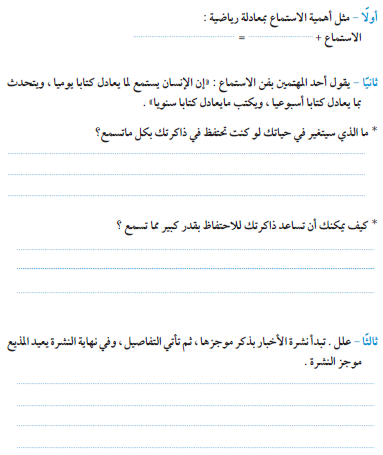 أولًا – مثل أهمية الاستماع بمعادلة رياضية :
الاستماع + .................... = ....................
ثانيًا – يقول أحد المهتمين بفن الاستماع : «إن الإنسان يستمع لما يعادل كتابا يوميا ، ويتحدث
بما يعادل كتابا أسبوعيا ، ويكتب مايعادل كتابا سنويا» .
* ما الذي سيتغير في حياتك لو كنت تحتفظ في ذاكرتك بكل ماتسمع؟
* كيف يمكنك أن تساعد ذاكرتك للاحتفاظ بقدر كبير مما تسمع ؟
ثالثًا – علل . تبدأ نشرة الأخبار بذكر موجزها ، ثم تأتي التفاصيل ، وفي نهاية النشرة يعيد المذيع
موجز النشرة .